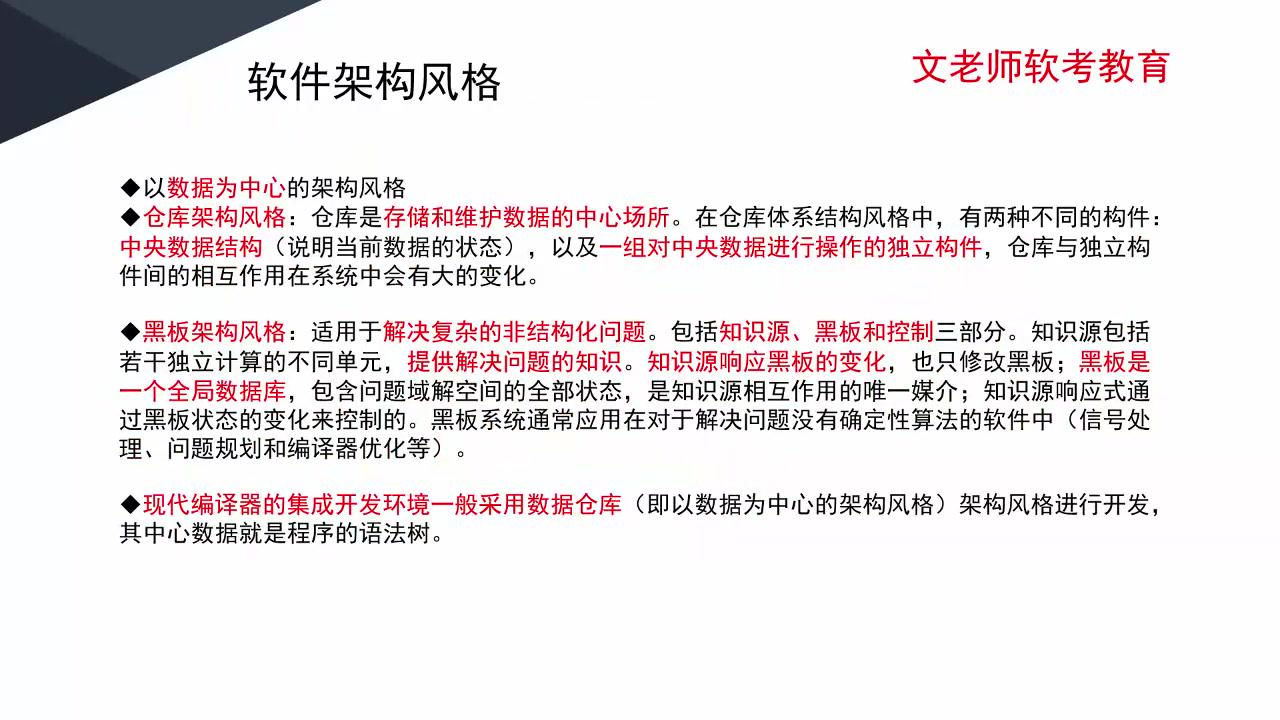 软件架构风格
文老师软考教育
◆以数据为中心的架构风格
◆仓库架构风格：仓库是存储和维护数据的中心场所。在仓库体系结构风格中，有两种不同的构件：
中央数据结构（说明当前数据的状态），以及一组对中央数据进行操作的独立构件，仓库与独立构
件间的相互作用在系统中会有大的变化。
◆黑板架构风格：适用于解决复杂的非结构化问题。包括知识源、黑板和控制三部分。知识源包括
若干独立计算的不同单元，提供解决问题的知识。知识源响应黑板的变化，也只修改黑板；黑板是
一个全局数据库，包含问题域解空间的全部状态，是知识源相互作用的唯一媒介；知识源响应式通
过黑板状态的变化来控制的。黑板系统通常应用在对于解决问题没有确定性算法的软件中（信号处
理、问题规划和编译器优化等）。
◆现代编译器的集成开发环境一般采用数据仓库（即以数据为中心的架构风格）架构风格进行开发，
其中心数据就是程序的语法树。